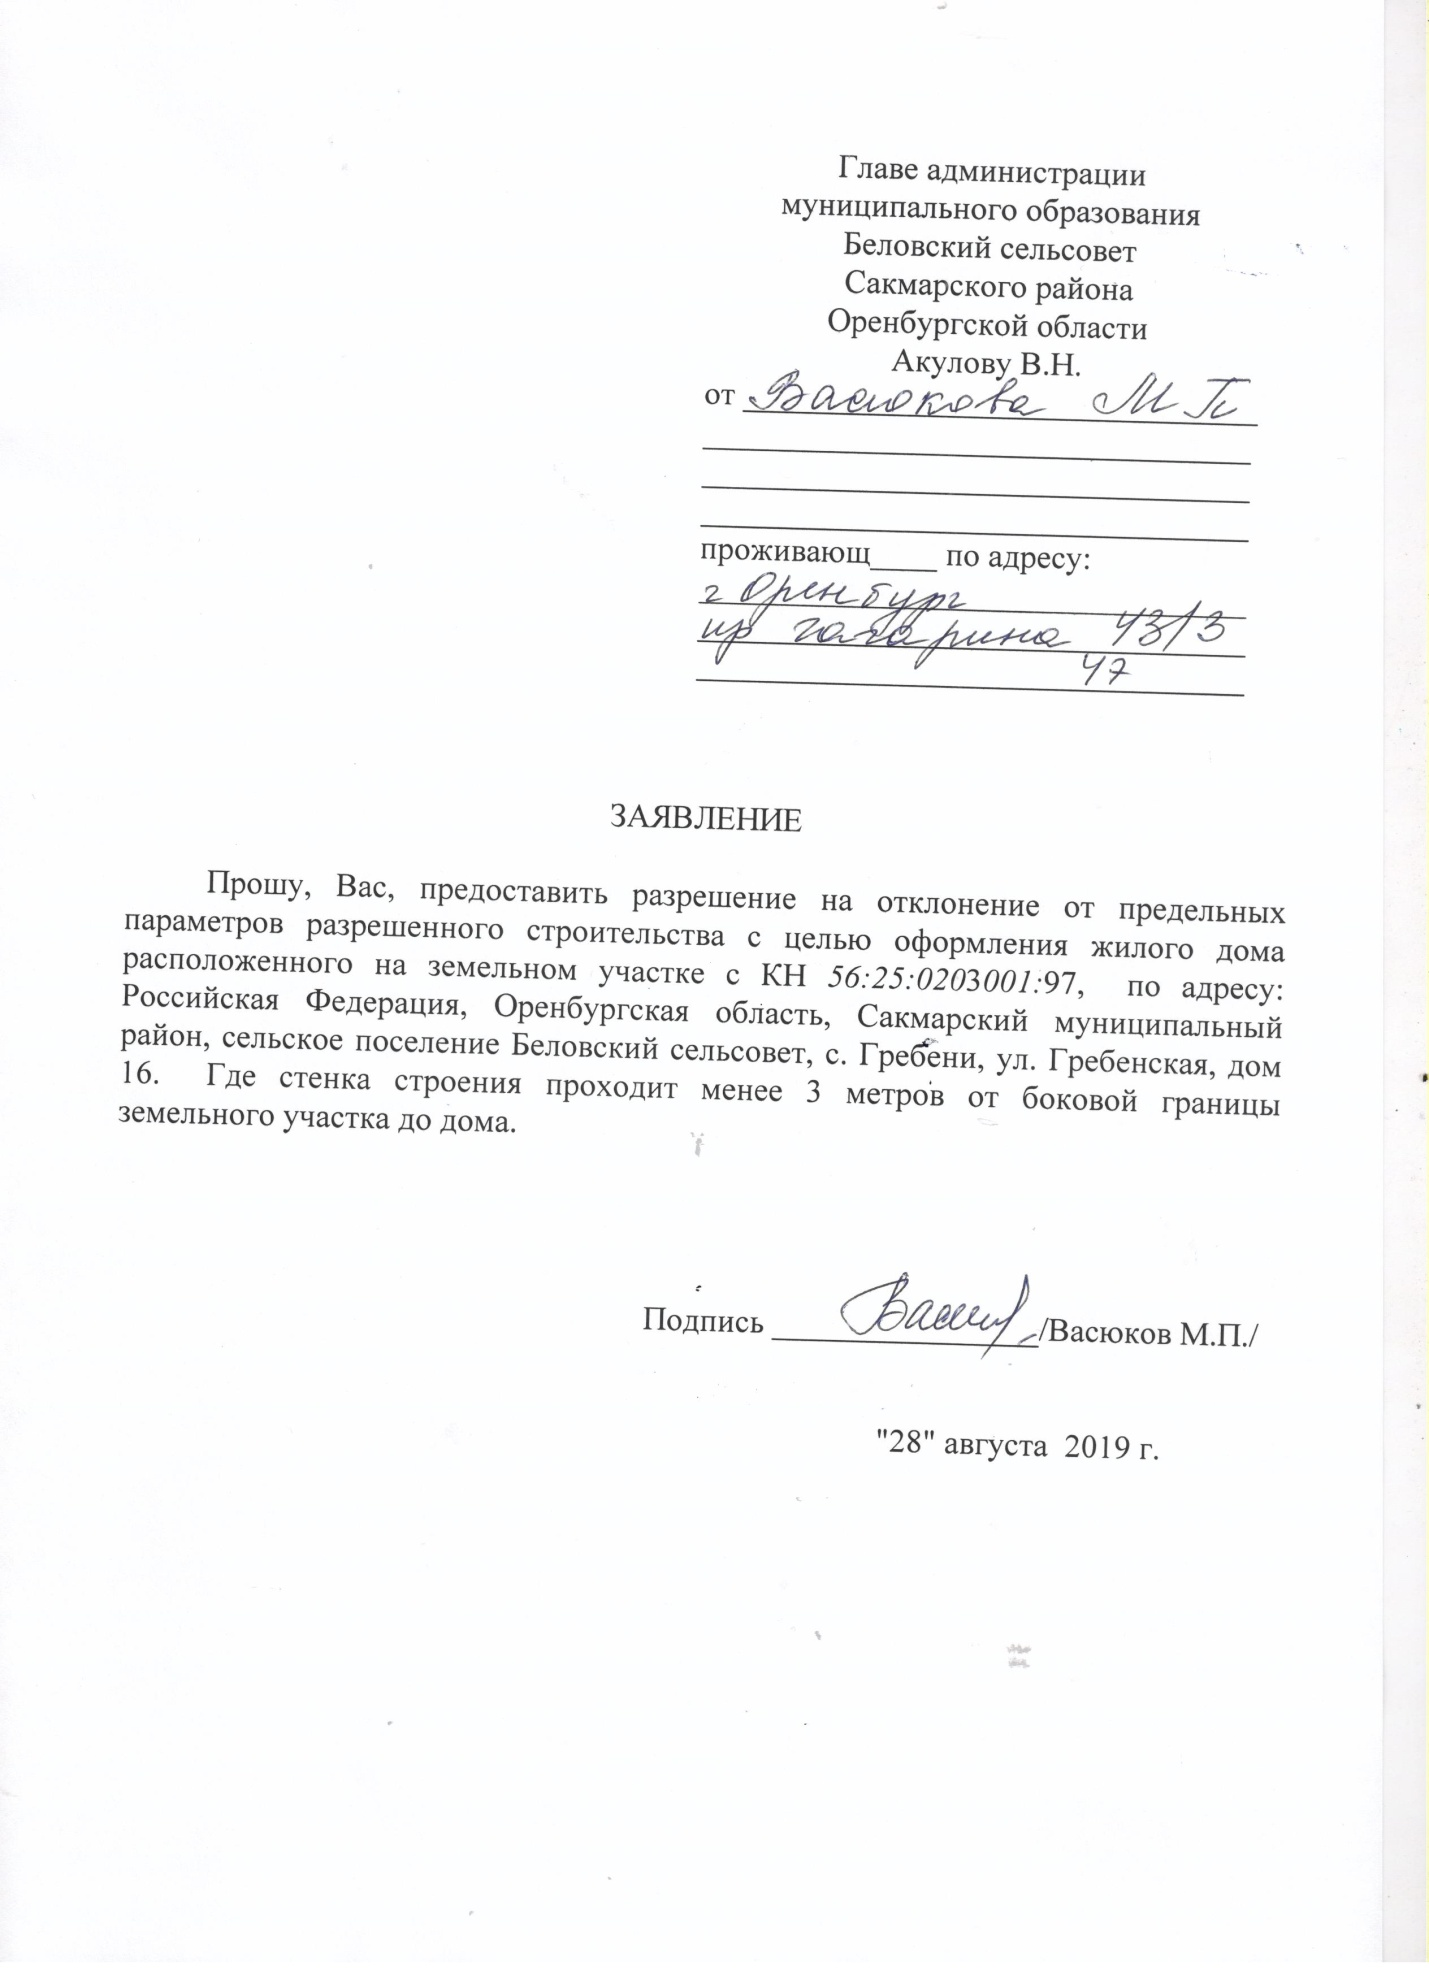 Главе администрации
муниципального образования
Беловский сельсовет
Сакмарского района
Оренбургской области
Акулову В.Н.
от Васюкова М П
проживающ____ по адресу:
г Оренбург
пр гагарина 43/3
47
ЗАЯВЛЕНИЕ
Прошу, Вас, предоставить разрешение на отклонение от предельных
параметров разрешенного строительства с целью оформления жилого дома
расположенного на земельном участке с КН 56:25:0203001:97, по адресу:
Российская Федерация, Оренбургская область, Сакмарский муниципальный
район, сельское поселение Беловский сельсовет, с. Гребени, ул. Гребенская, дом
16. Где стенка строения проходит менее 3 метров от боковой границы
земельного участка до дома.
Подпись ________________/Васюков М.П./
"28" августа 2019 г.